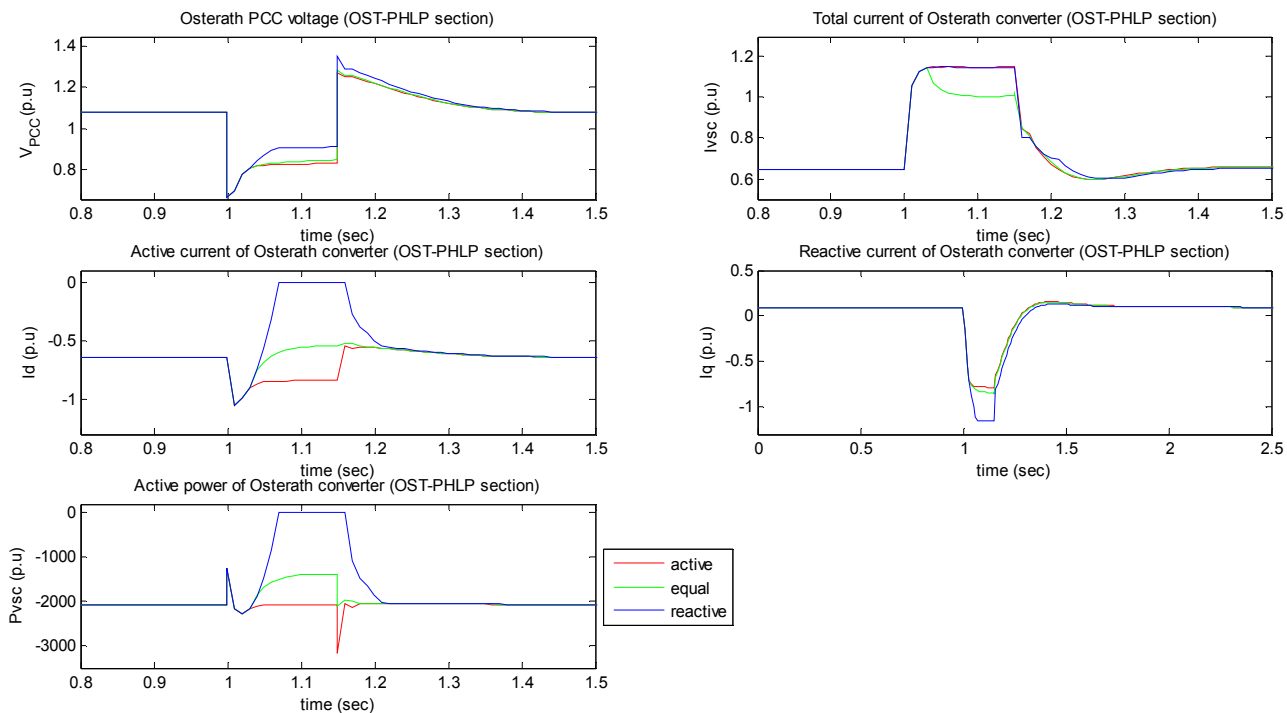 Osterath PCC voltage (OST-PHLP section)
1.4
1.2
1
0.8
V_PCC (p.u)
0.8 0.9 1 1.1 1.2 1.3 1.4 1.5
time (sec)
Total current of Osterath converter (OST-PHLP section)
1.2
1
0.8
0.6
Ivsc (p.u)
0.8 0.9 1 1.1 1.2 1.3 1.4 1.5
time (sec)
Active current of Osterath converter (OST-PHLP section)
0
-0.5
-1
Id (p.u)
0.8 0.9 1 1.1 1.2 1.3 1.4 1.5
time (sec)
Reactive current of Osterath converter (OST-PHLP section)
0.5
0
-0.5
-1
Iq (p.u)
0 0.5 1 1.5 2 2.5
time (sec)
Active power of Osterath converter (OST-PHLP section)
0
-1000
-2000
-3000
Pvsc (p.u)
0.8 0.9 1 1.1 1.2 1.3 1.4 1.5
time (sec)
active
equal
reactive